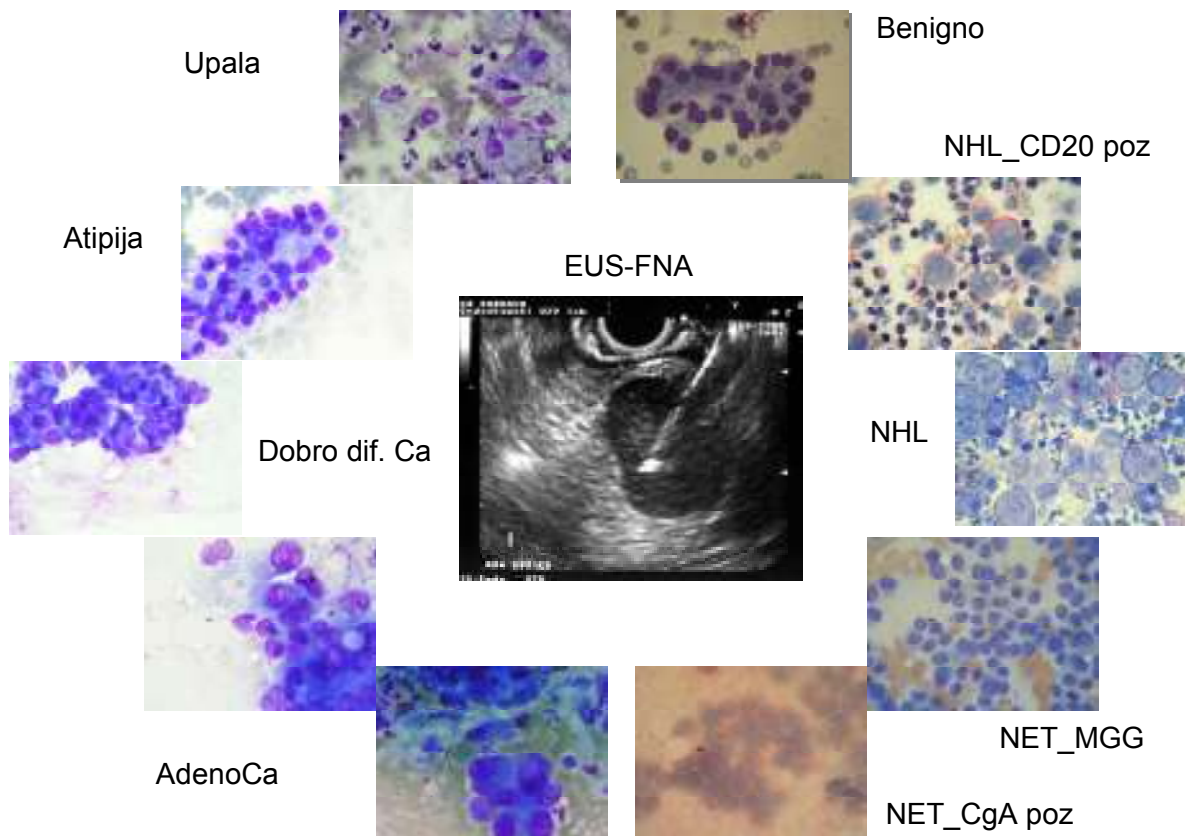 Upala
Benigno
NHL_CD20 poz
Atipija
EUS-FNA
Dobro dif. Ca
NHL
NET_MGG
AdenoCa
NET_CgA poz